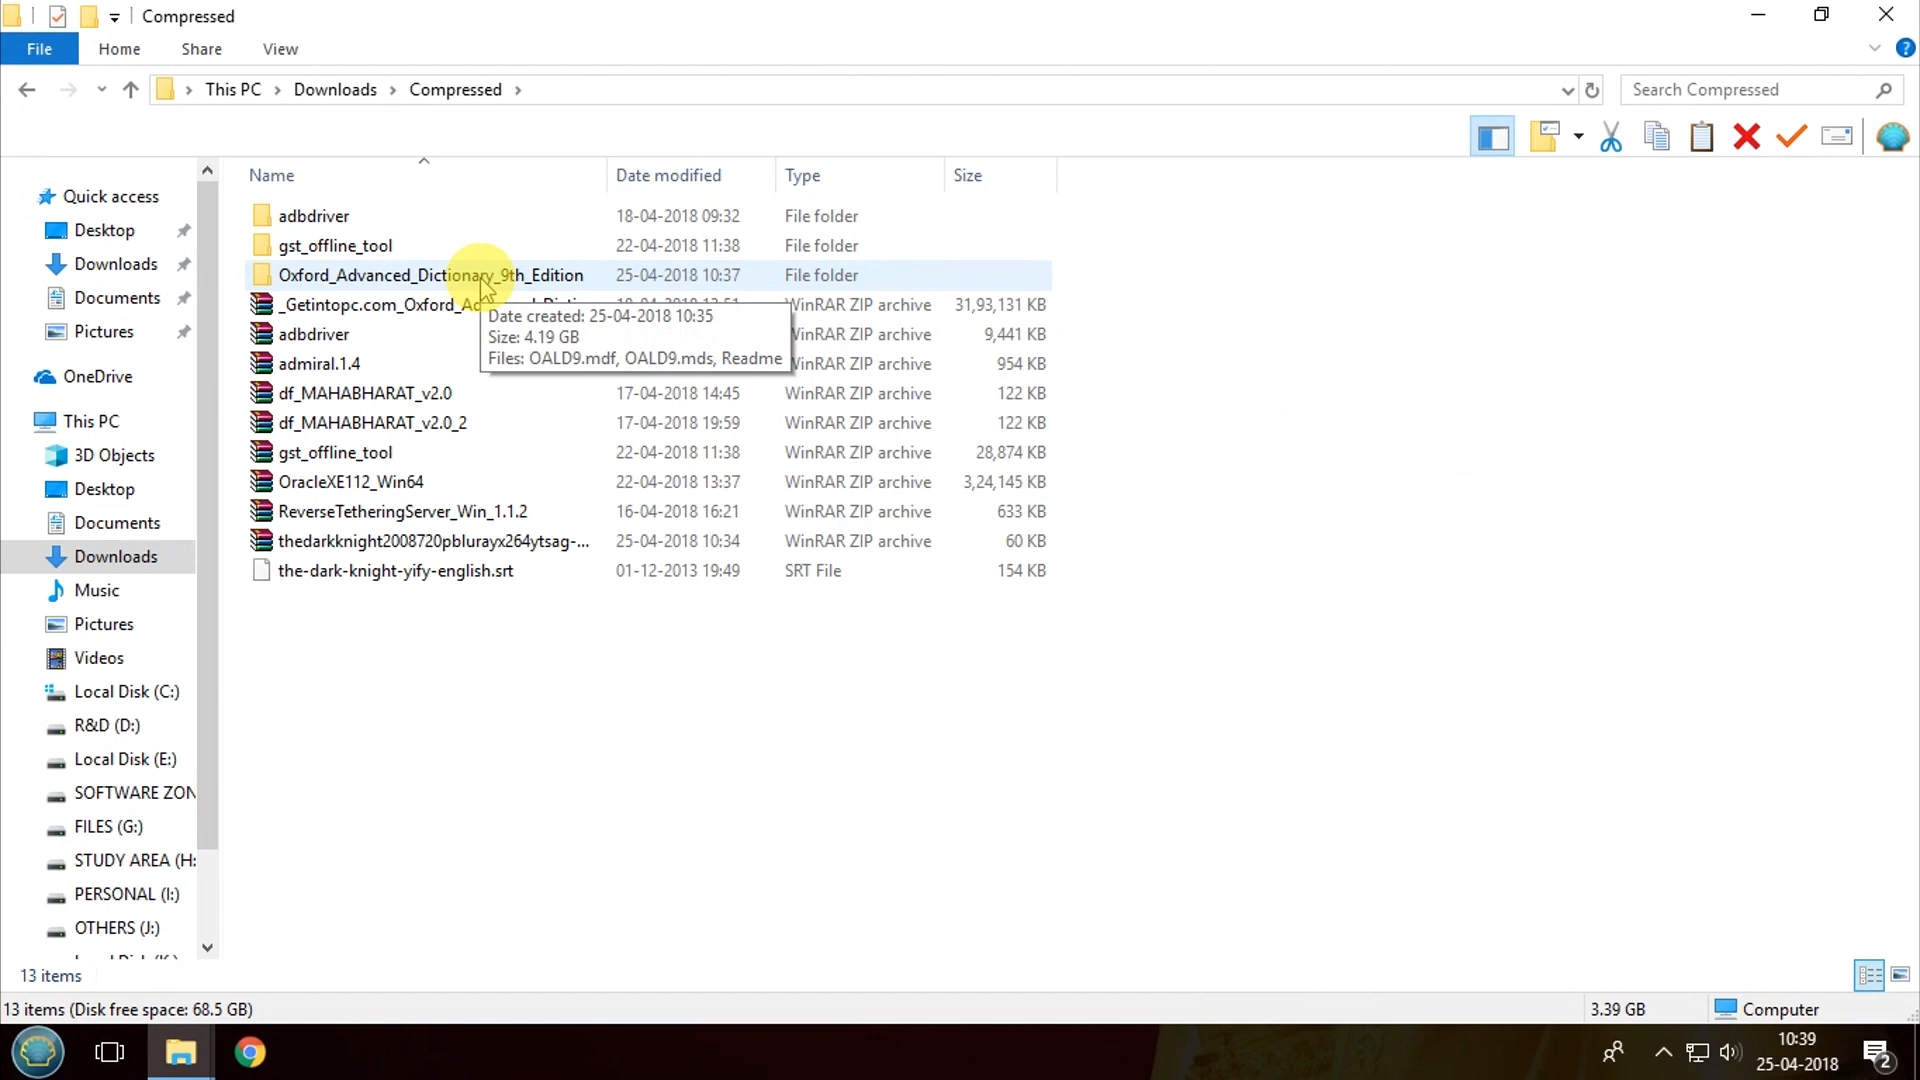 Compressed
File Home Share View
This PC Downloads Compressed Search Compressed
Name Date modified Type Size
Quick access
Desktop
Downloads
Documents
Pictures
OneDrive
This PC
3D Objects
Desktop
Documents
Downloads
Music
Pictures
Videos
Local Disk (C:)
R&D (D:)
Local Disk (E:)
SOFTWARE ZON
FILES (G:)
STUDY AREA (H:
PERSONAL (I:)
OTHERS (J:)
adbdriver 18-04-2018 09:32 File folder
gst_offline_tool 22-04-2018 11:38 File folder
Oxford_Advanced_Dictionary_9th_Edition 25-04-2018 10:37 File folder
_Getintopc.com_Oxford_Ad WinRAR ZIP archive 31,93,131 KB
Date created: 25-04-2018 10:35
Size: 4.19 GB
Files: OALD9.mdf, OALD9.mds, Readme
adbdriver WinRAR ZIP archive 9,441 KB
admiral.1.4 WinRAR ZIP archive 954 KB
df_MAHABHARAT_v2.0 17-04-2018 14:45 WinRAR ZIP archive 122 KB
df_MAHABHARAT_v2.0_2 17-04-2018 19:59 WinRAR ZIP archive 122 KB
gst_offline_tool 22-04-2018 11:38 WinRAR ZIP archive 28,874 KB
OracleXE112_Win64 22-04-2018 13:37 WinRAR ZIP archive 3,24,145 KB
ReverseTetheringServer_Win_1.1.2 16-04-2018 16:21 WinRAR ZIP archive 633 KB
thedarkknight2008720pblurayx264ytsag-... 25-04-2018 10:34 WinRAR ZIP archive 60 KB
the-dark-knight-yify-english.srt 01-12-2013 19:49 SRT File 154 KB
13 items
13 items (Disk free space: 68.5 GB) 3.39 GB Computer
10:39
25-04-2018
2